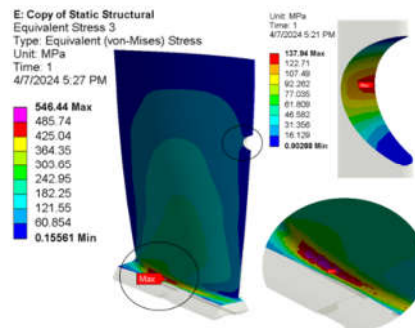 E: Copy of Static Structural
Equivalent Stress 3
Type: Equivalent (von-Mises) Stress
Unit: MPa
Time: 1
4/7/2024 5:27 PM
546.44 Max
485.74
425.04
364.35
303.65
242.95
182.25
121.55
60.854
0.15561 Min
Max
Unit: MPa
Time: 1
4/7/2024 5:21 PM
137.94 Max
122.71
107.49
92.262
77.035
61.809
46.582
31.356
16.129
0.90268 Min